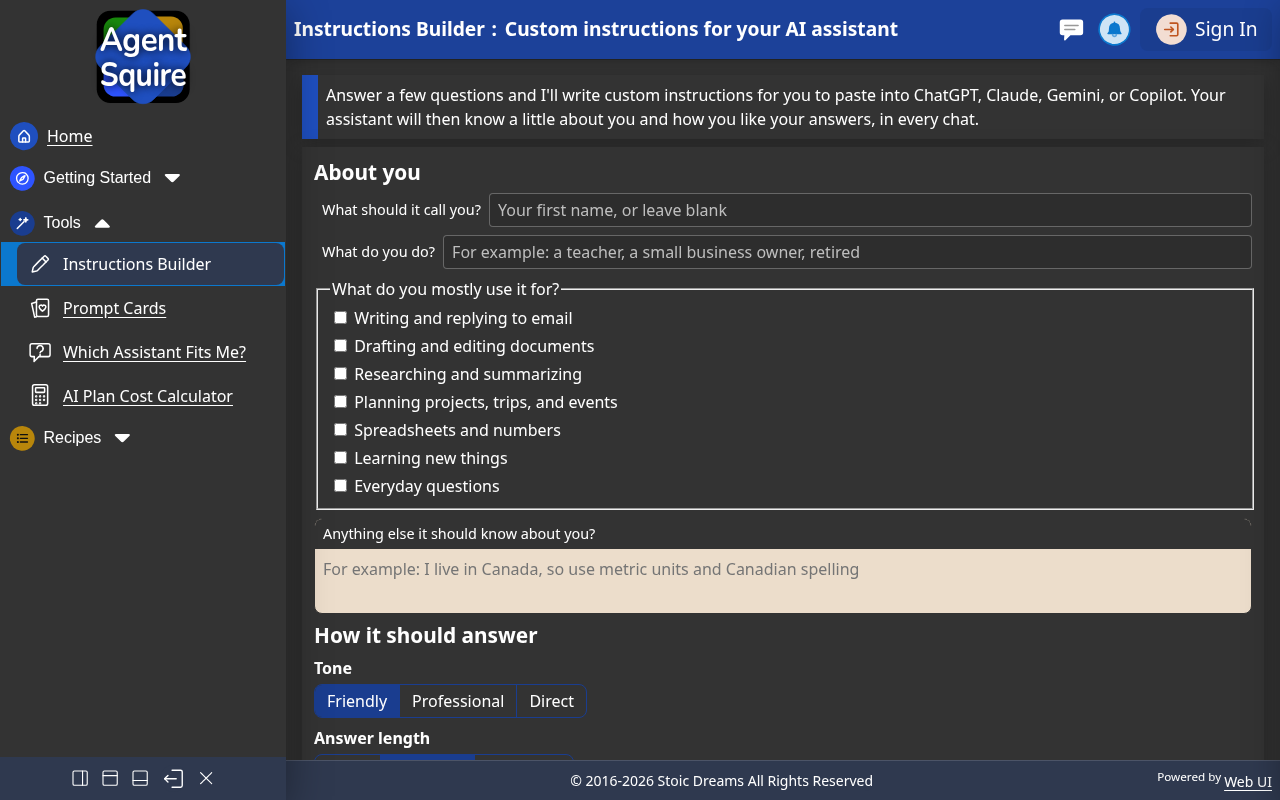 Agent
Squire
Home
Getting Started
Tools
Instructions Builder
Prompt Cards
Which Assistant Fits Me?
AI Plan Cost Calculator
Recipes
Instructions Builder : Custom instructions for your AI assistant
Sign In
Answer a few questions and I'll write custom instructions for you to paste into ChatGPT, Claude, Gemini, or Copilot. Your
assistant will then know a little about you and how you like your answers, in every chat.
About you
What should it call you?
Your first name, or leave blank
What do you do?
For example: a teacher, a small business owner, retired
What do you mostly use it for?
Writing and replying to email
Drafting and editing documents
Researching and summarizing
Planning projects, trips, and events
Spreadsheets and numbers
Learning new things
Everyday questions
Anything else it should know about you?
For example: I live in Canada, so use metric units and Canadian spelling
How it should answer
Tone
Friendly
Professional
Direct
Answer length
© 2016-2026 Stoic Dreams All Rights Reserved
Powered by Web UI